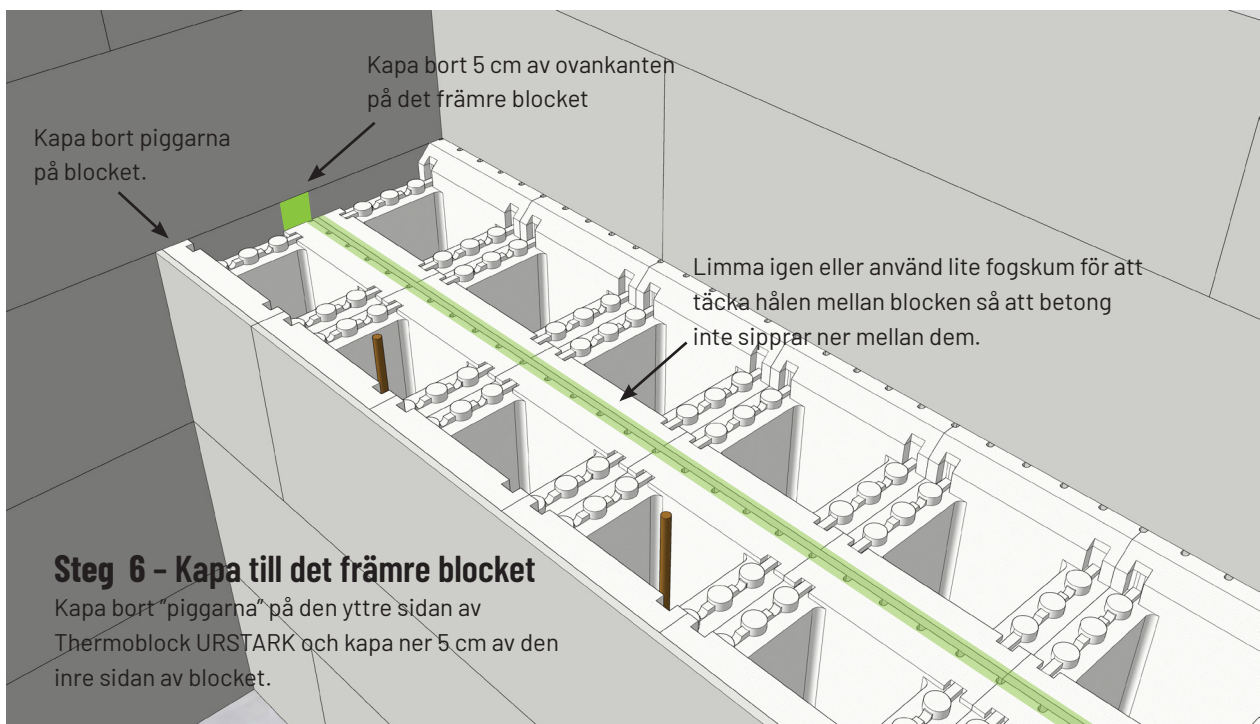 Kapa bort 5 cm av ovankanten
på det främre blocket
Kapa bort piggarna
på blocket.
Limma igen eller använd lite fogskum för att
täcka hålen mellan blocken så att betong
inte sipprar ner mellan dem.
Steg 6 – Kapa till det främre blocket
Kapa bort ”piggarna” på den yttre sidan av
Thermoblock URSTARK och kapa ner 5 cm av den
inre sidan av blocket.